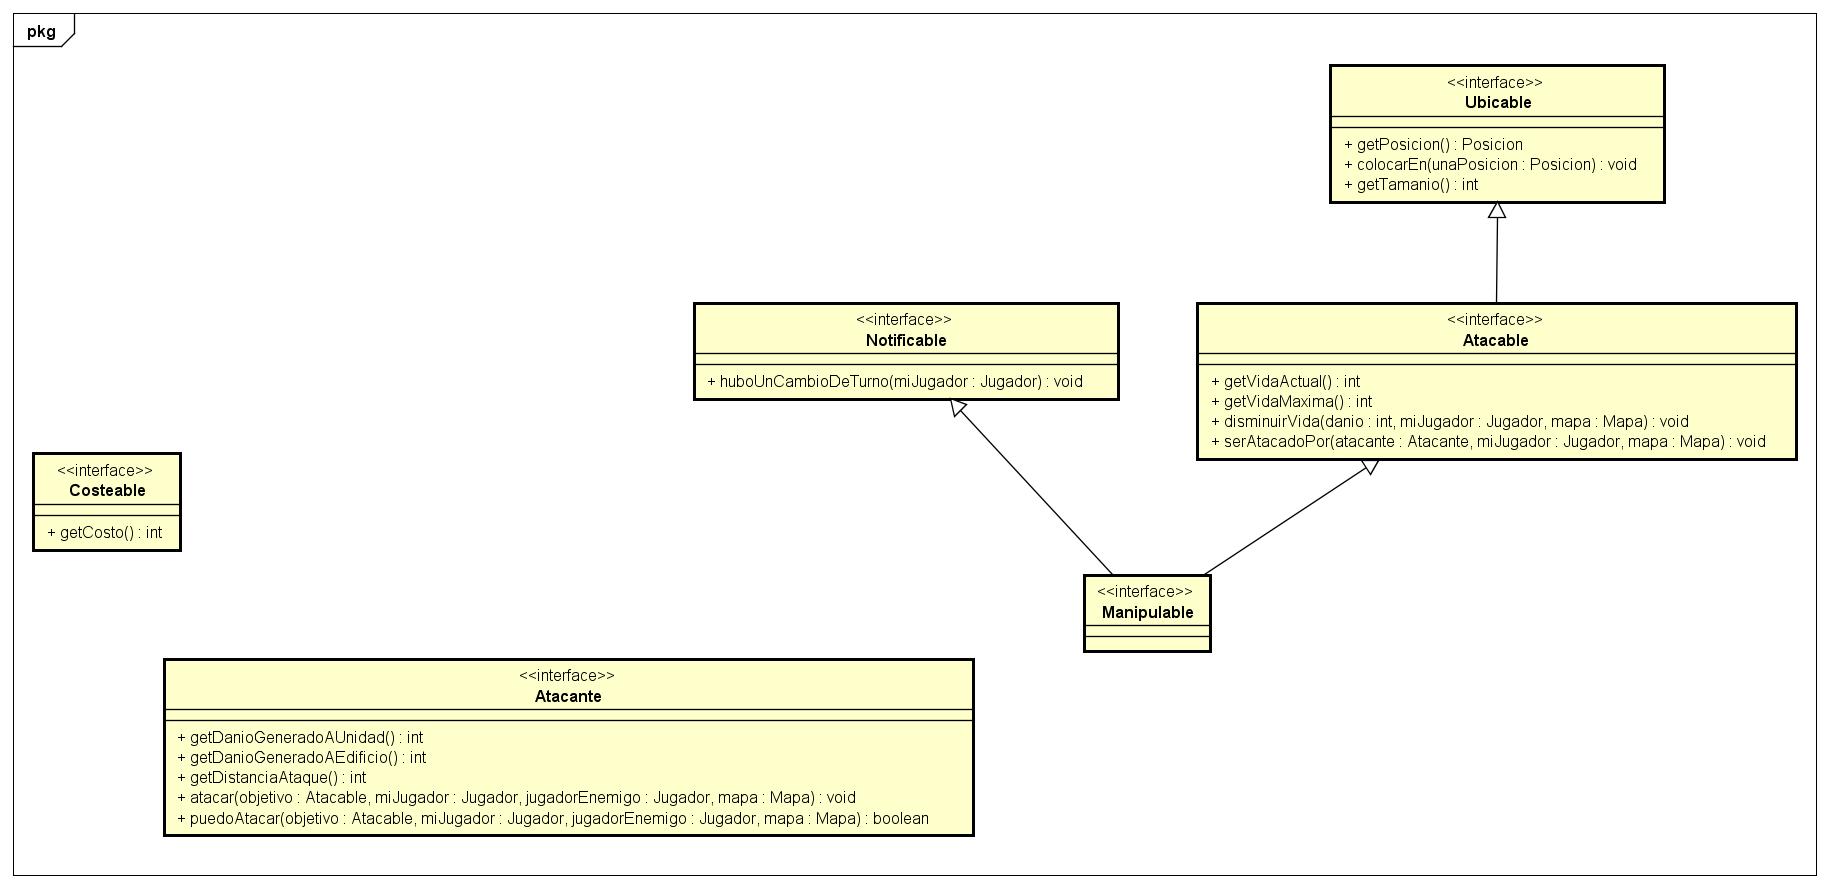 pkg
<<interface>>
Ubicable
+ getPosicion() : Posicion
+ colocarEn(unaPosicion : Posicion) : void
+ getTamanio() : int
<<interface>>
Notificable
+ huboUnCambioDeTurno(miJugador : Jugador) : void
<<interface>>
Atacable
+ getVidaActual() : int
+ getVidaMaxima() : int
+ disminuirVida(danio : int, miJugador : Jugador, mapa : Mapa) : void
+ serAtacadoPor(atacante : Atacante, miJugador : Jugador, mapa : Mapa) : void
<<interface>>
Costeable
+ getCosto() : int
<<interface>>
Manipulable
<<interface>>
Atacante
+ getDanioGeneradoAUnidad() : int
+ getDanioGeneradoAEdificio() : int
+ getDistanciaAtaque() : int
+ atacar(objetivo : Atacable, miJugador : Jugador, jugadorEnemigo : Jugador, mapa : Mapa) : void
+ puedoAtacar(objetivo : Atacable, miJugador : Jugador, jugadorEnemigo : Jugador, mapa : Mapa) : boolean